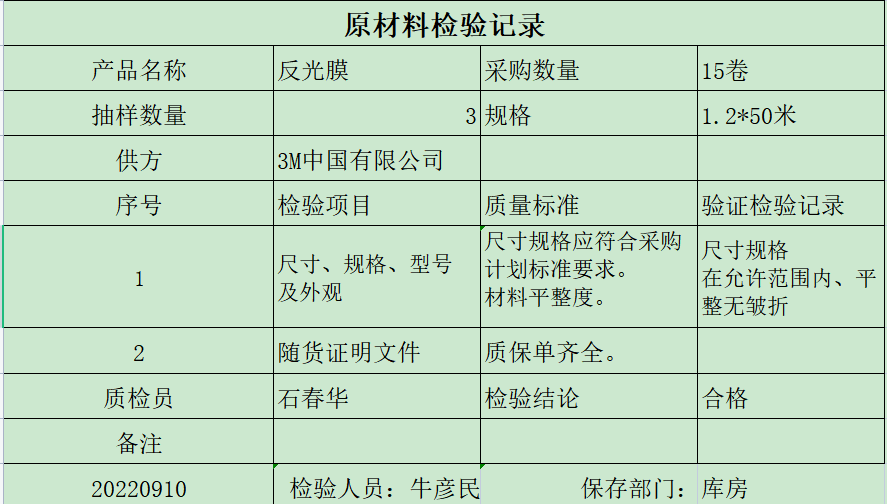 原材料检验记录
产品名称 反光膜 采购数量 15卷
抽样数量 3 规格 1.2*50米
供方 3M中国有限公司
序号 检验项目 质量标准 验证检验记录
1
尺寸、规格、型号
及外观
尺寸规格应符合采购
计划标准要求。
材料平整度。
尺寸规格
在允许范围内、平
整无皱折
2 随货证明文件 质保单齐全。
质检员 石春华 检验结论 合格
备注
20220910 检验人员：牛彦民 保存部门： 库房